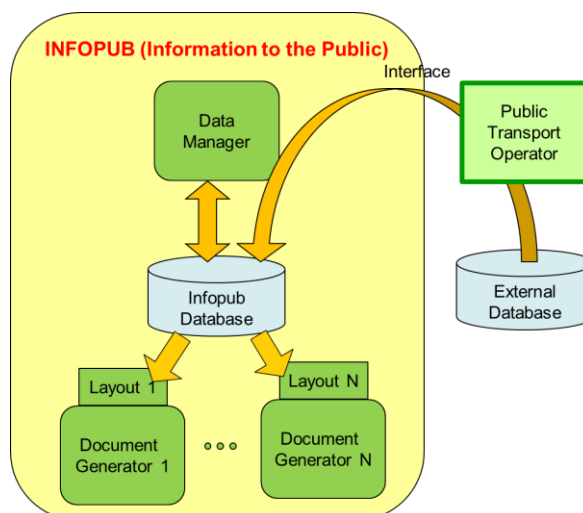 INFOPUB (Information to the Public)
Interface
Data
Manager
Public
Transport
Operator
Infopub
Database
External
Database
Layout 1
Layout N
Document
Generator 1
Document
Generator N